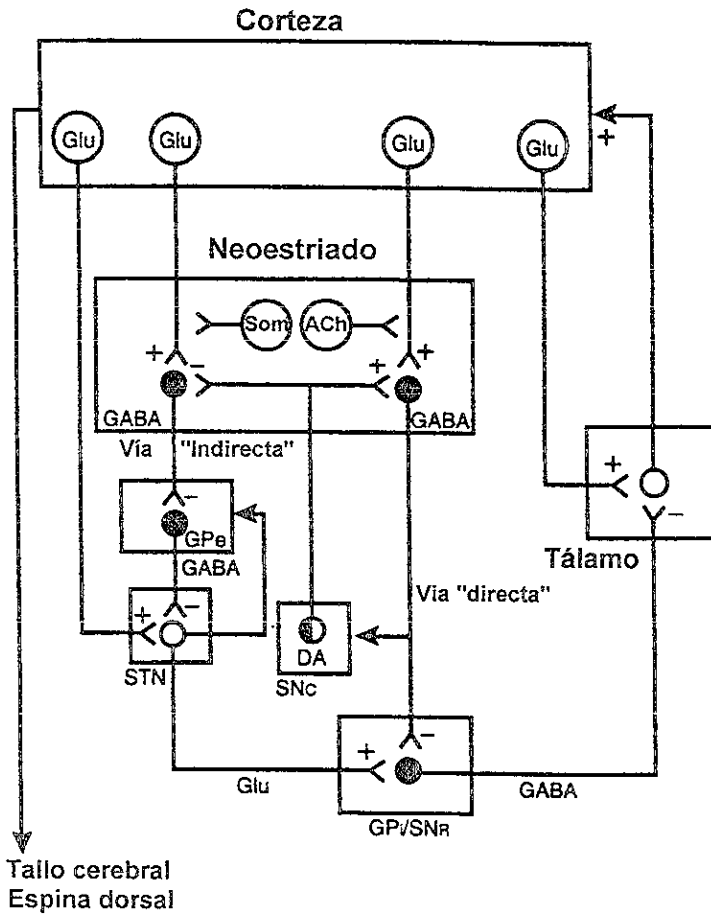 Corteza
Glu
Glu
Glu
Glu
+
Neoestriado
Som
ACh
+
-
+
+
GABA
GABA
Vía "Indirecta"
-
GPe
GABA
+
-
STN
DA
SNc
Vía "directa"
+
-
Tálamo
+
-
Glu
GPi/SNR
GABA
Tallo cerebral
Espina dorsal